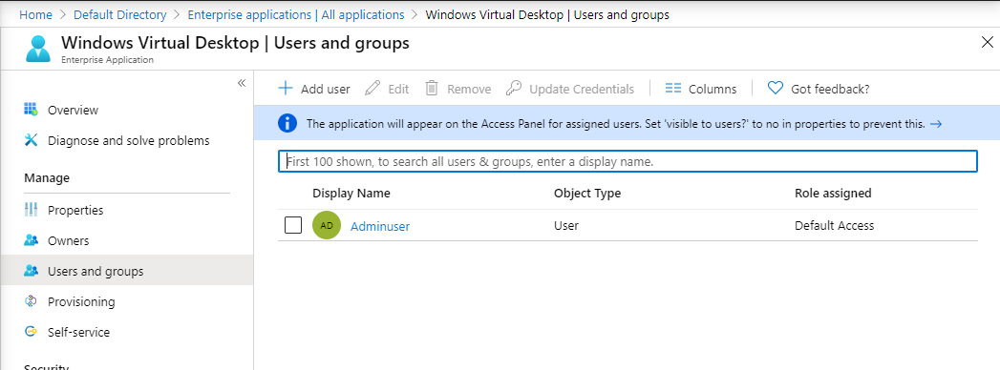 Home > Default Directory > Enterprise applications | All applications > Windows Virtual Desktop | Users and groups
Windows Virtual Desktop | Users and groups
Enterprise Application
«
Overview
Diagnose and solve problems
Manage
Properties
Owners
Users and groups
Provisioning
Self-service
Security
+ Add user Edit Remove Update Credentials Columns Got feedback?
The application will appear on the Access Panel for assigned users. Set 'visible to users?' to no in properties to prevent this. →
First 100 shown, to search all users & groups, enter a display name.
Display Name Object Type Role assigned
AD Adminuser User Default Access